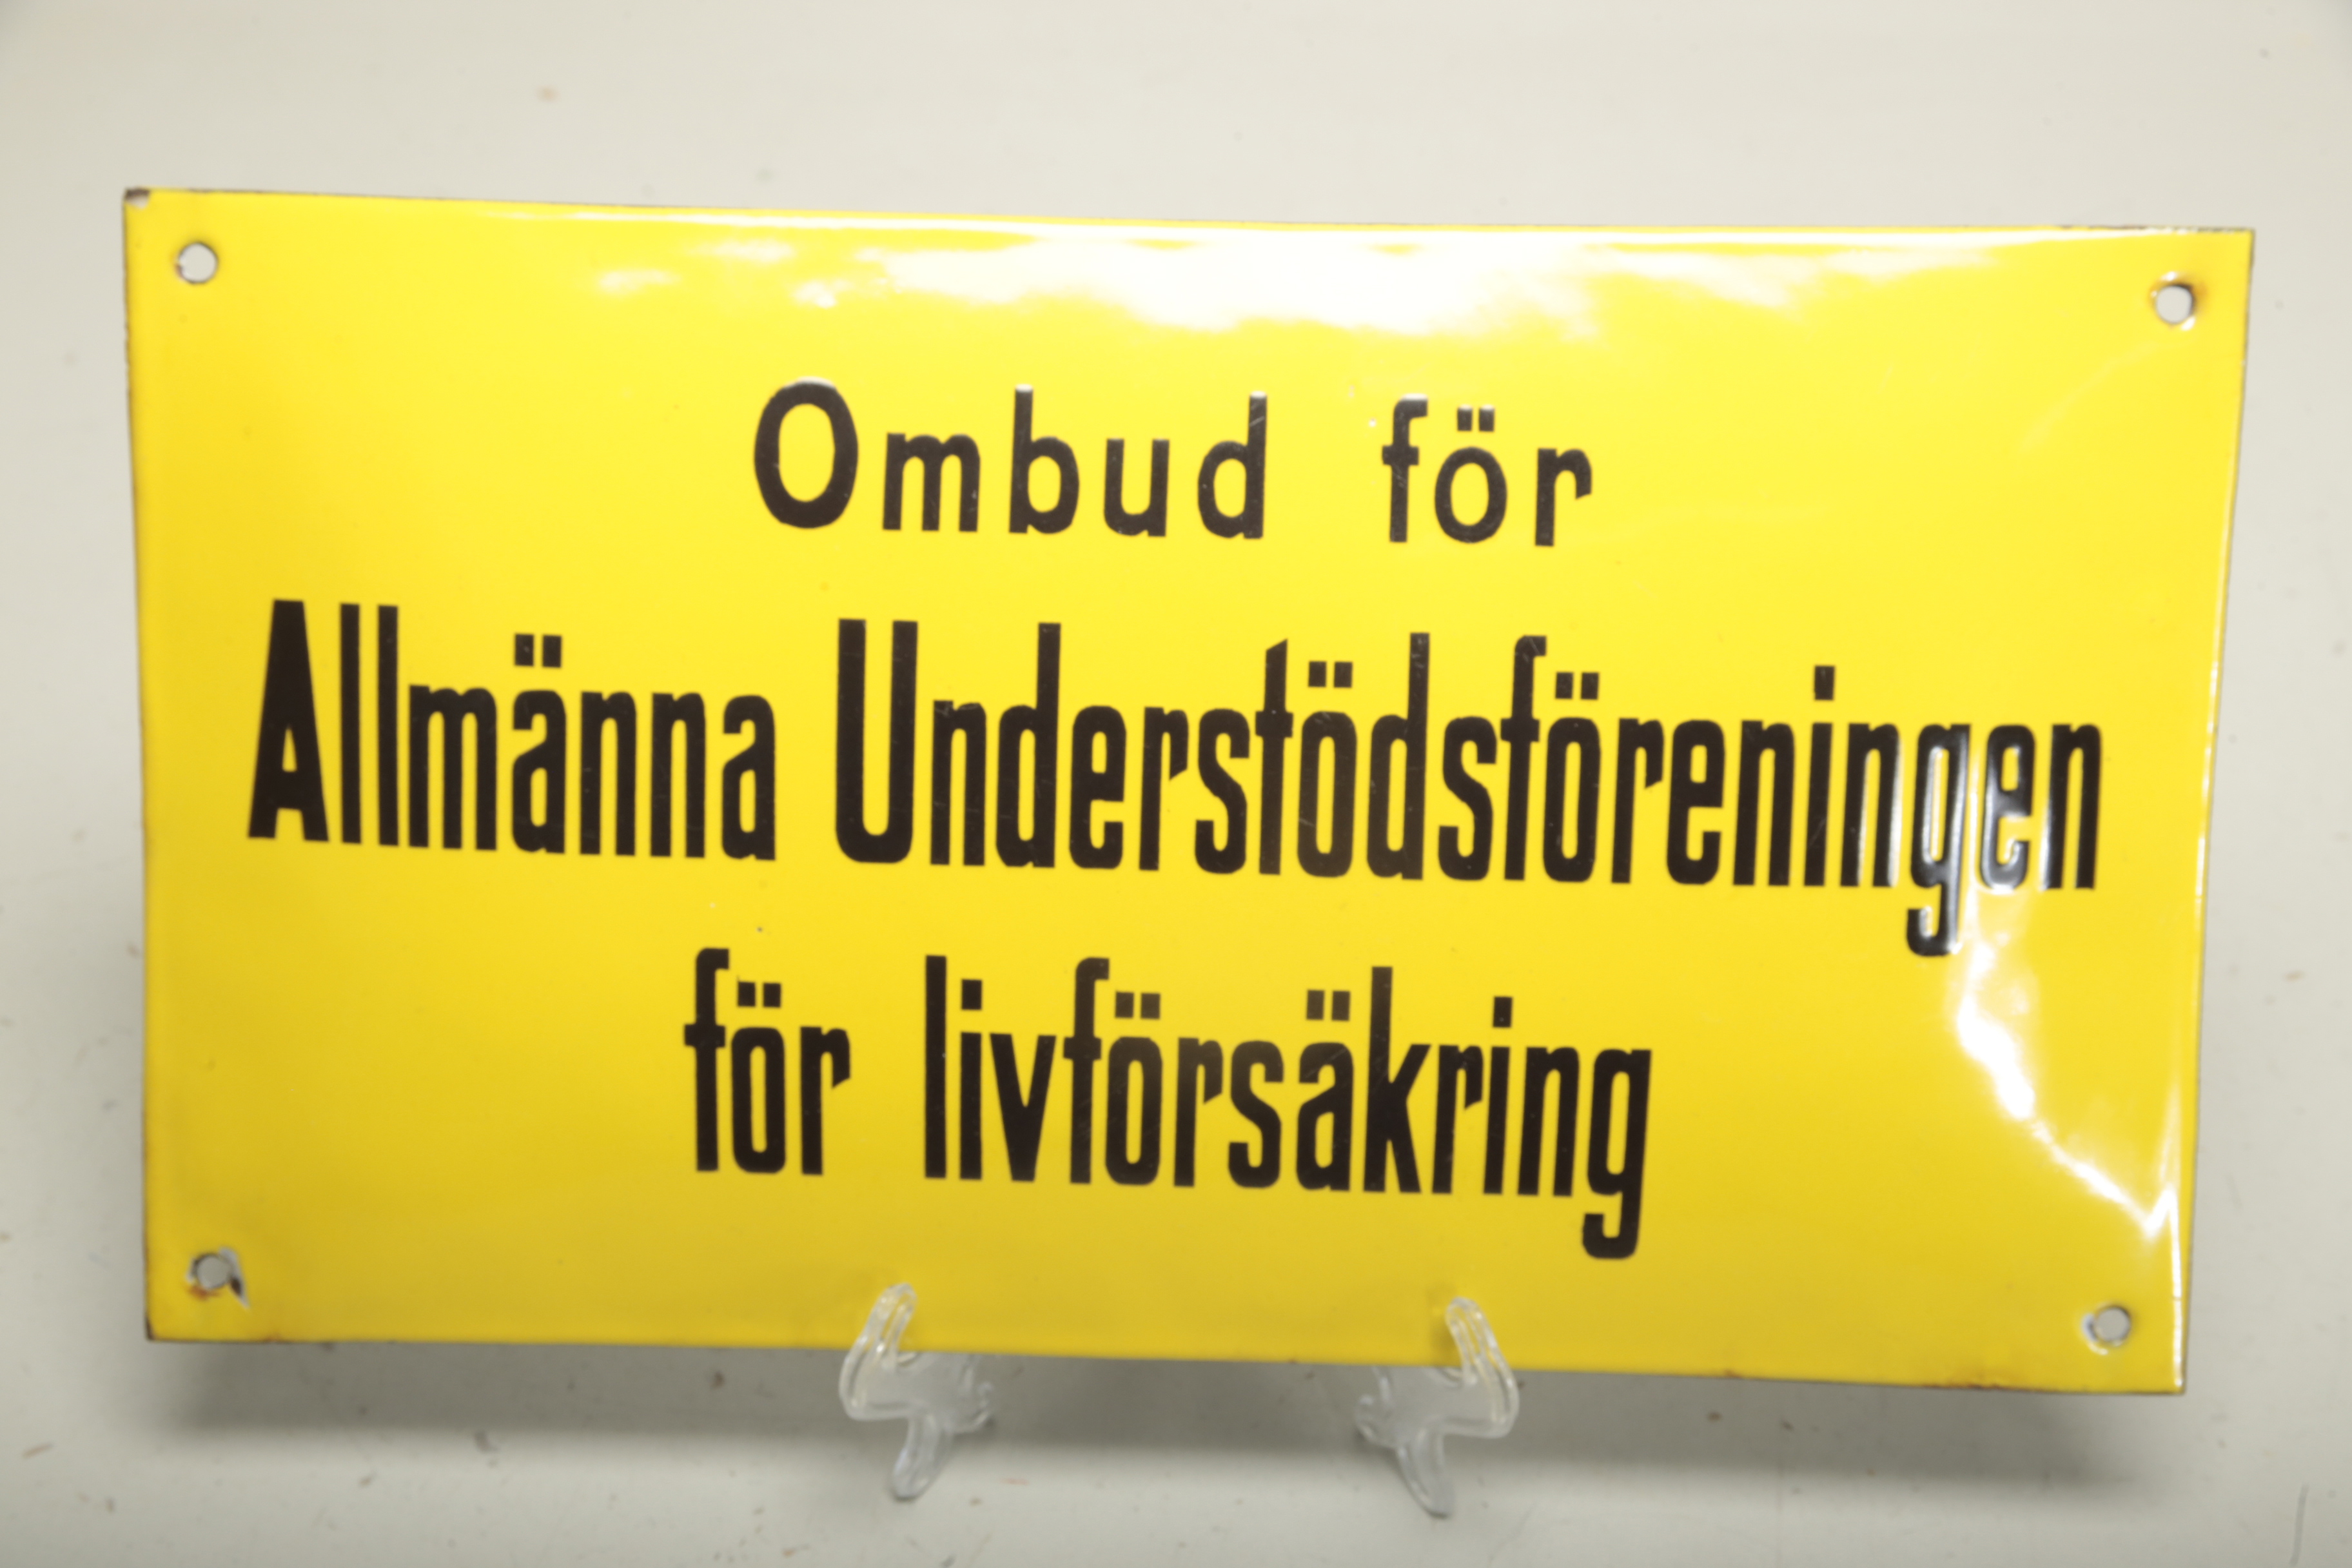 Ombud för
Allmänna Understödsföreningen
för livförsäkring